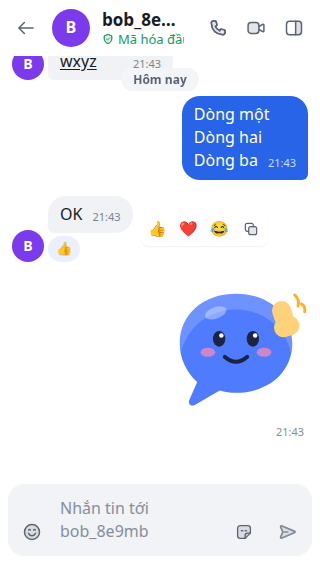 B
bob_8e...
Mã hóa đầu
B
wxyz
21:43
Hôm nay
Dòng một
Dòng hai
Dòng ba 21:43
OK 21:43
B
21:43
Nhắn tin tới
bob_8e9mb